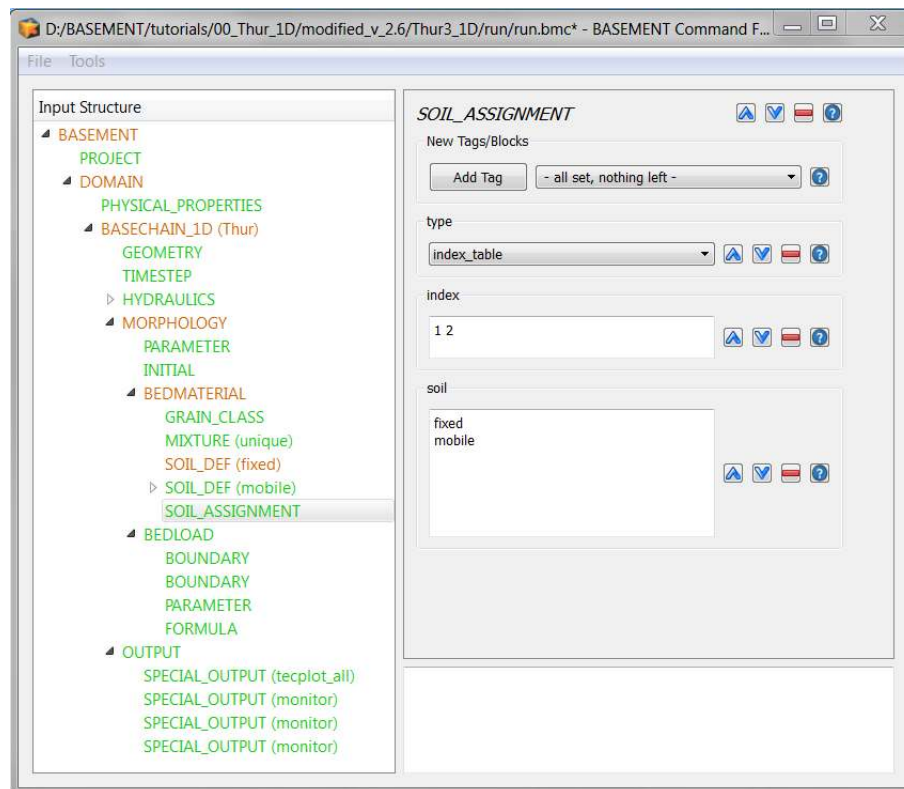 D:/BASEMENT/tutorials/00_Thur_1D/modified_v_2.6/Thur3_1D/run/run.bmc* - BASEMENT Command F...
File Tools
Input Structure
BASEMENT
PROJECT
DOMAIN
PHYSICAL_PROPERTIES
BASECHAIN_1D (Thur)
GEOMETRY
TIMESTEP
HYDRAULICS
MORPHOLOGY
PARAMETER
INITIAL
BEDMATERIAL
GRAIN_CLASS
MIXTURE (unique)
SOIL_DEF (fixed)
SOIL_DEF (mobile)
SOIL_ASSIGNMENT
BEDLOAD
BOUNDARY
BOUNDARY
PARAMETER
FORMULA
OUTPUT
SPECIAL_OUTPUT (tecplot_all)
SPECIAL_OUTPUT (monitor)
SPECIAL_OUTPUT (monitor)
SPECIAL_OUTPUT (monitor)
SOIL_ASSIGNMENT
New Tags/Blocks
Add Tag - all set, nothing left -
type
index_table
index
1 2
soil
fixed
mobile